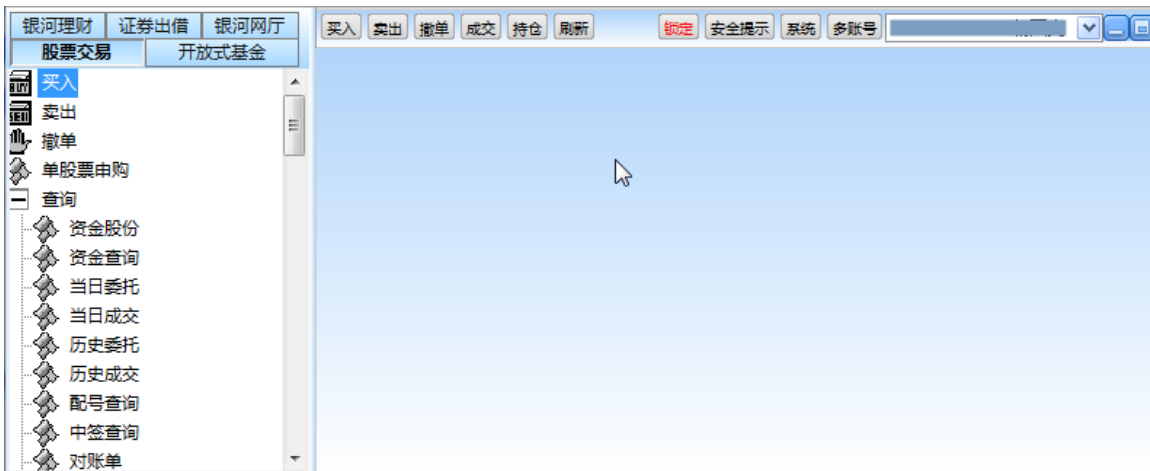 银河理财 证券出借 银河网厅
股票交易 开放式基金
买入 卖出 撤单 成交 持仓 刷新 锁定 安全提示 系统 多账号
BUY 买入
SELL 卖出
撤单
单股票申购
查询
资金股份
资金查询
当日委托
当日成交
历史委托
历史成交
配号查询
中签查询
对账单